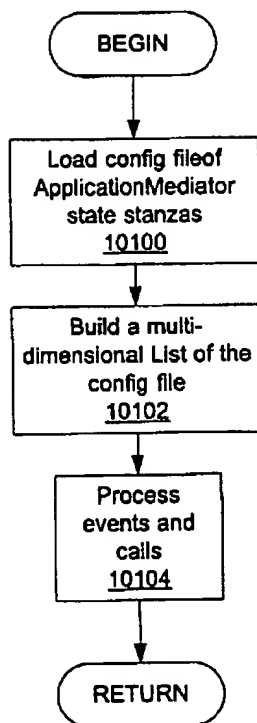 BEGIN
Load config fileof
ApplicationMediator
state stanzas
10100
Build a multi-
dimensional List of the
config file
10102
Process
events and
calls
10104
RETURN